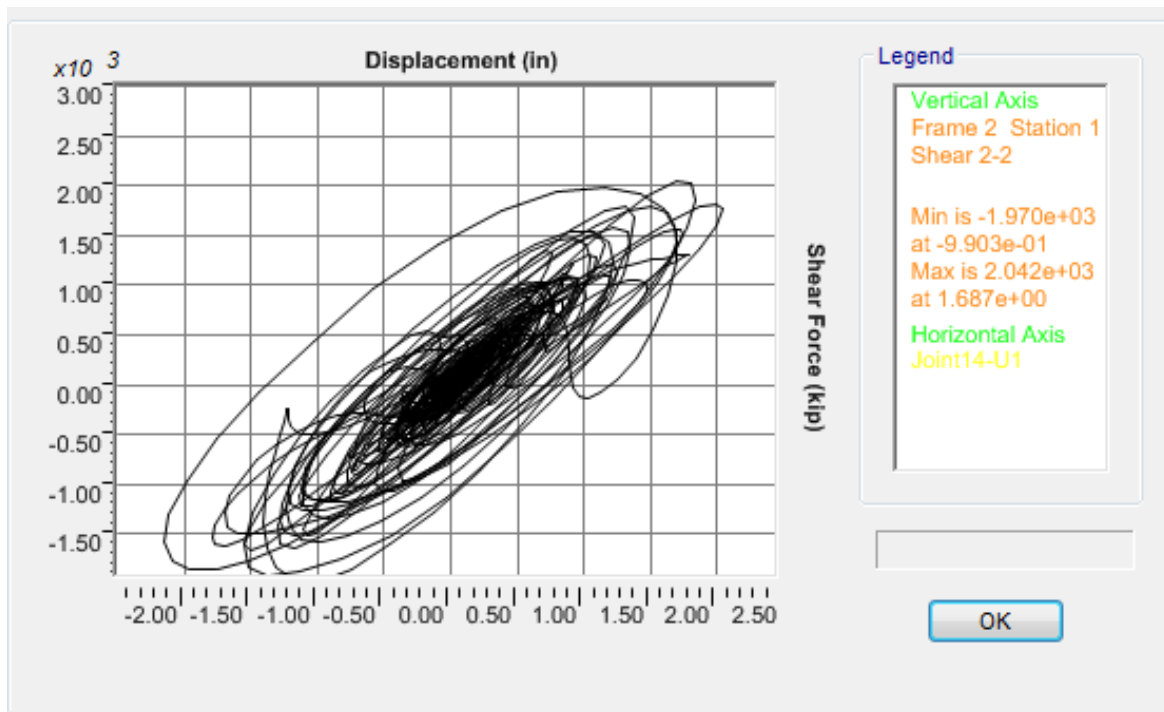 x10 3
Displacement (in)
3.00
2.50
2.00
1.50
1.00
0.50
0.00
-0.50
-1.00
-1.50
-2.00 -1.50 -1.00 -0.50 0.00 0.50 1.00 1.50 2.00 2.50
Shear Force (kip)
Legend
Vertical Axis
Frame 2 Station 1
Shear 2-2
Min is -1.970e+03
at -9.903e-01
Max is 2.042e+03
at 1.687e+00
Horizontal Axis
Joint14-U1
OK